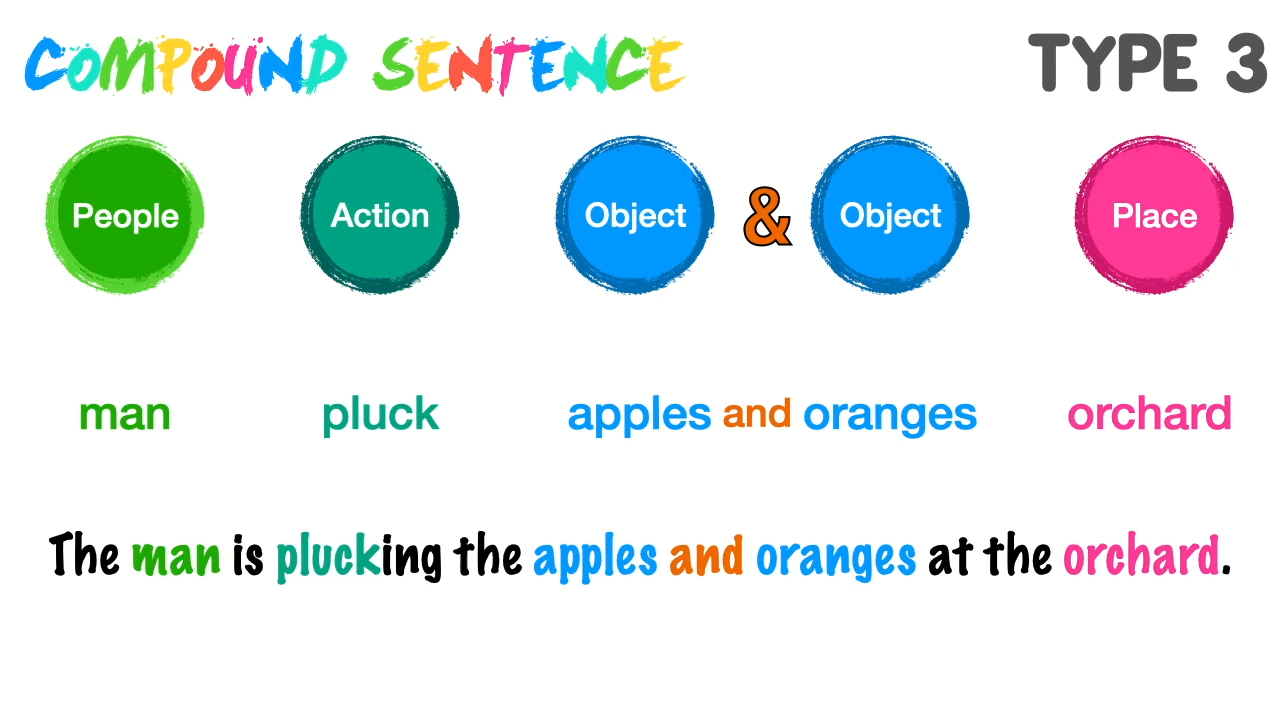 COMPOUND SENTENCE TYPE 3
People Action Object & Object Place
man pluck apples and oranges orchard
The man is plucking the apples and oranges at the orchard.